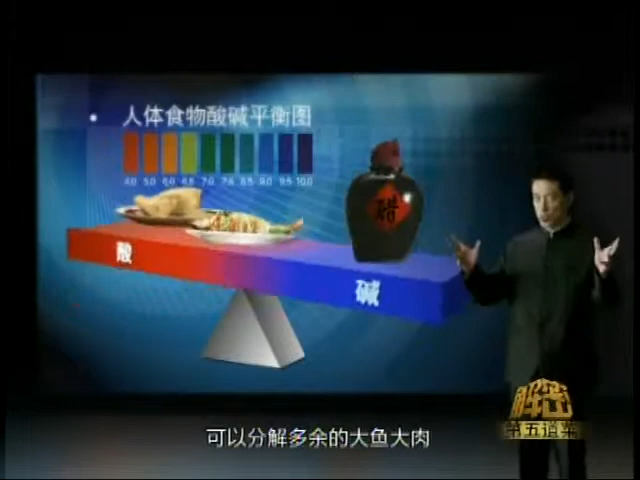 • 人体食物酸碱平衡图
4.0 5.0 6.0 6.5 7.0 7.5 8.5 9.0 9.5 10.0
醋
酸
碱
解密
第五道菜
可以分解多余的大鱼大肉